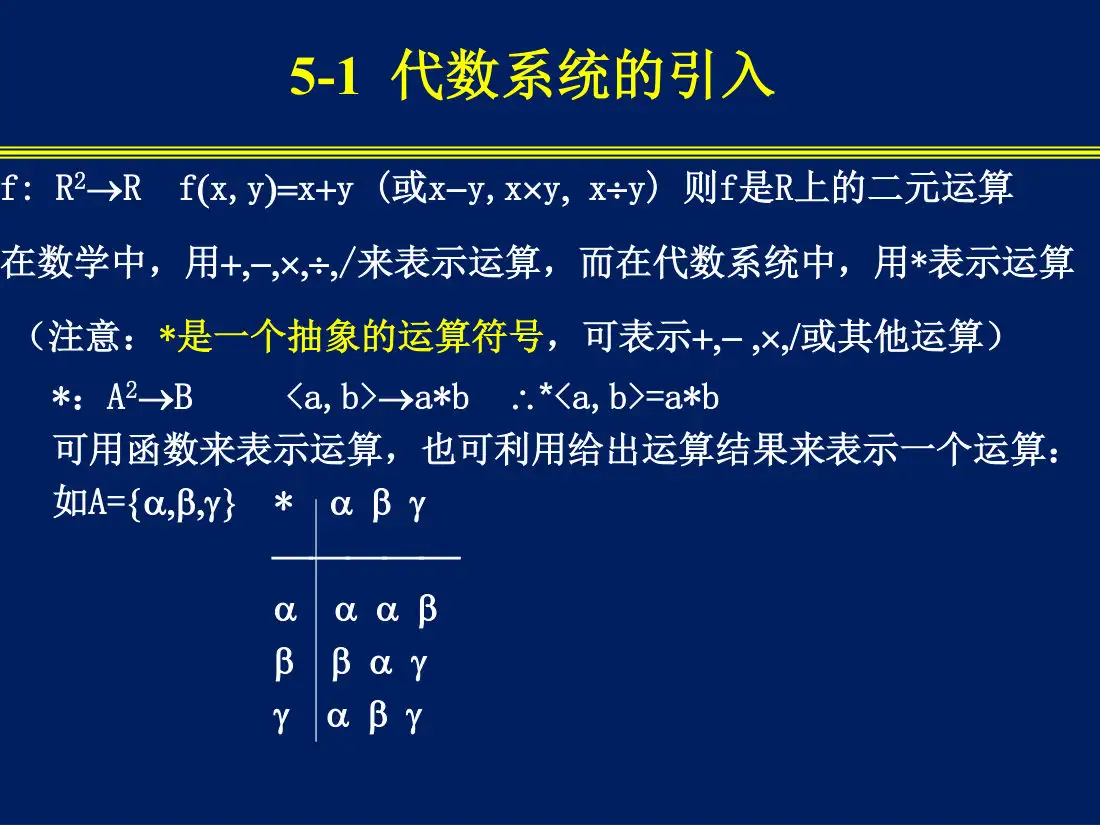 5-1 代数系统的引入
f: R²→R f(x,y)=x+y (或x−y,x×y, x÷y) 则f是R上的二元运算
在数学中，用+,−,×,÷,/来表示运算，而在代数系统中，用*表示运算
（注意：*是一个抽象的运算符号，可表示+,− ,×,/或其他运算）
*：A²→B <a,b>→a*b ∴*<a,b>=a*b
可用函数来表示运算，也可利用给出运算结果来表示一个运算：
如A={α,β,γ} * α β γ
α α α β
β β α γ
γ α β γ